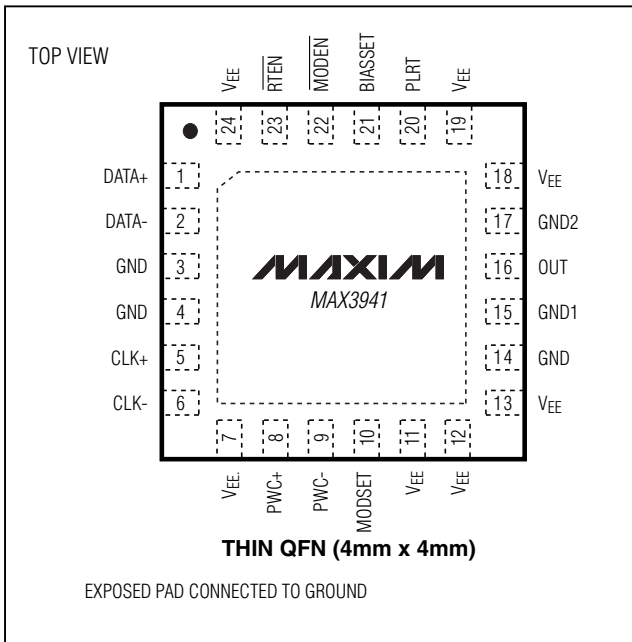 TOP VIEW
VEE
RTEN
MODEN
BIASSET
PLRT
VEE
24
23
22
21
20
19
DATA+ 1
DATA- 2
GND 3
GND 4
CLK+ 5
CLK- 6
MAXIM
MAX3941
18 VEE
17 GND2
16 OUT
15 GND1
14 GND
13 VEE
7
8
9
10
11
12
VEE.
PWC+
PWC-
MODSET
VEE
VEE
THIN QFN (4mm x 4mm)
EXPOSED PAD CONNECTED TO GROUND